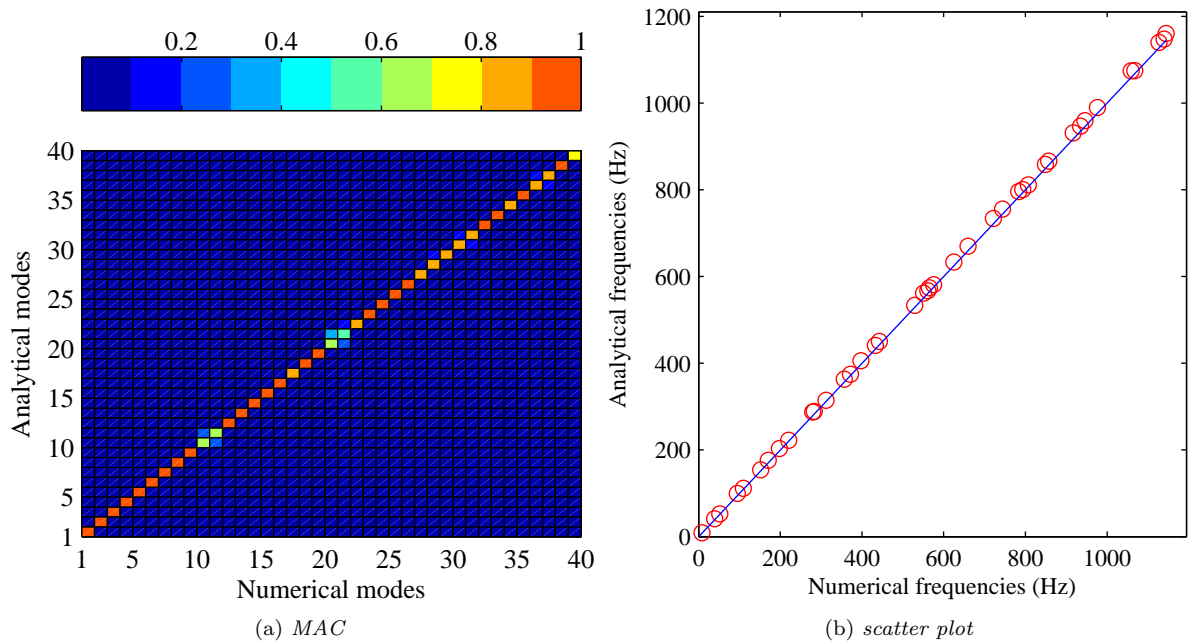 0.2 0.4 0.6 0.8 1
40
35
30
25
20
15
10
5
1
Analytical modes
1 5 10 15 20 25 30 35 40
Numerical modes
(a) MAC
1200
1000
800
600
400
200
0
Analytical frequencies (Hz)
0 200 400 600 800 1000
Numerical frequencies (Hz)
(b) scatter plot